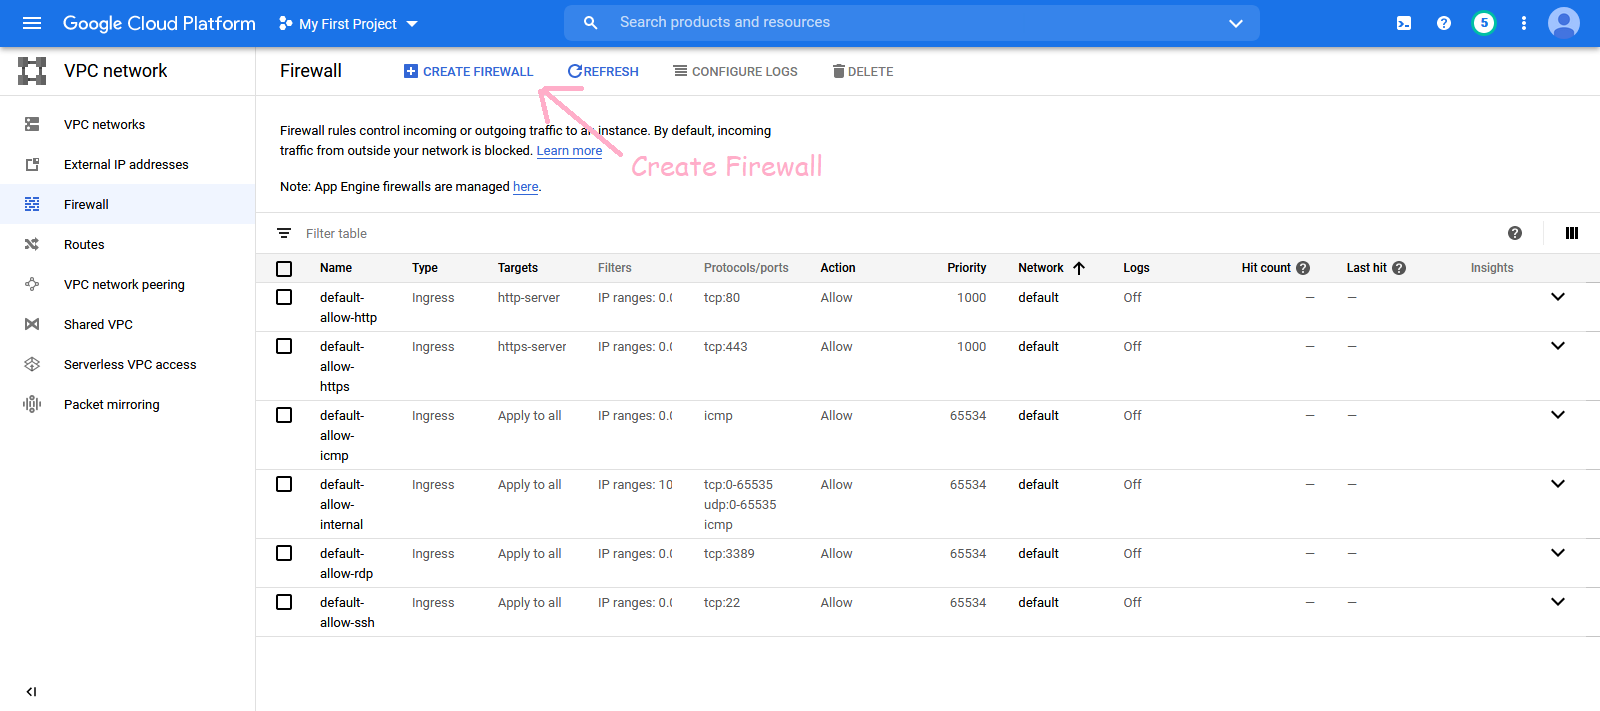 Google Cloud Platform My First Project Search products and resources 5
VPC network
Firewall CREATE FIREWALL REFRESH CONFIGURE LOGS DELETE
VPC networks
External IP addresses
Firewall
Routes
VPC network peering
Shared VPC
Serverless VPC access
Packet mirroring
Firewall rules control incoming or outgoing traffic to an instance. By default, incoming
traffic from outside your network is blocked. Learn more
Create Firewall
Note: App Engine firewalls are managed here.
Filter table
Name Type Targets Filters Protocols/ports Action Priority Network Logs Hit count Last hit Insights
default- Ingress http-server IP ranges: 0.0 tcp:80 Allow 1000 default Off — —
allow-http
default- Ingress https-server IP ranges: 0.0 tcp:443 Allow 1000 default Off — —
allow-
https
default- Ingress Apply to all IP ranges: 0.0 icmp Allow 65534 default Off — —
allow-
icmp
default- Ingress Apply to all IP ranges: 10 tcp:0-65535 Allow 65534 default Off — —
allow- udp:0-65535
internal icmp
default- Ingress Apply to all IP ranges: 0.0 tcp:3389 Allow 65534 default Off — —
allow-rdp
default- Ingress Apply to all IP ranges: 0.0 tcp:22 Allow 65534 default Off — —
allow-ssh